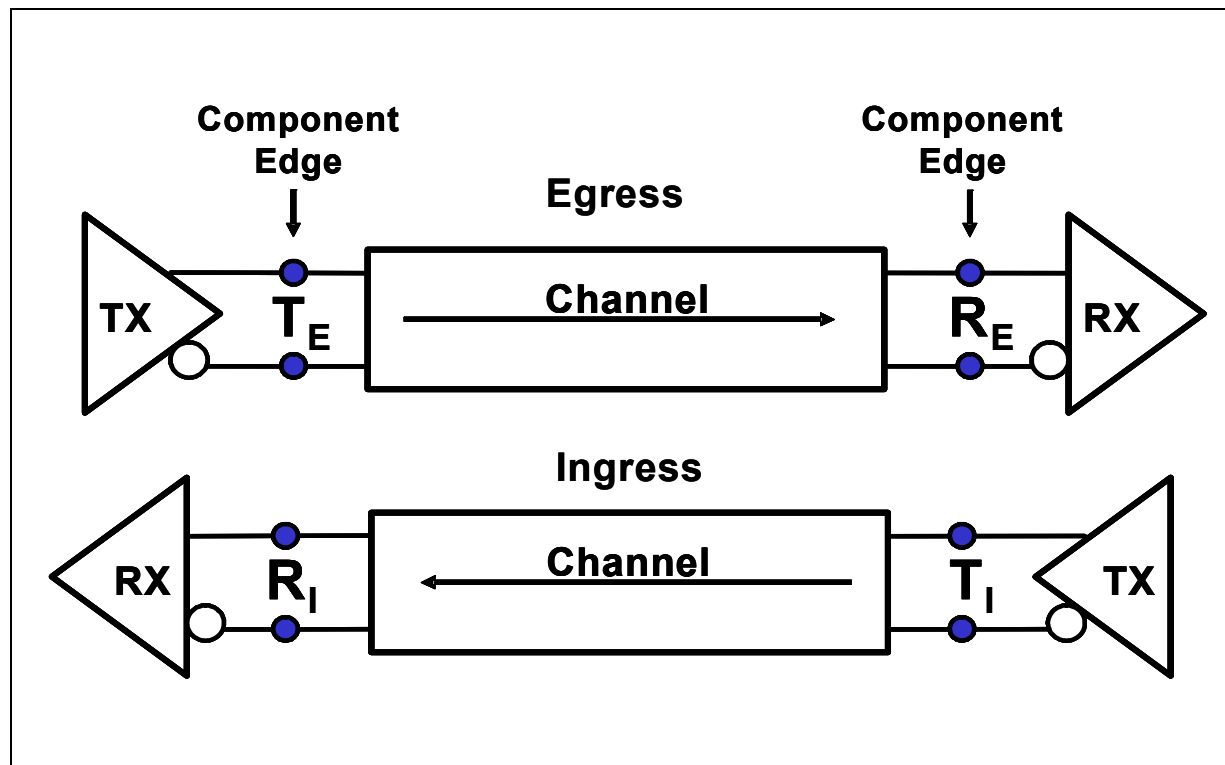 Component
Edge
Component
Edge
Egress
TX
TE
Channel
RE
RX
Ingress
RX
RI
Channel
TI
TX